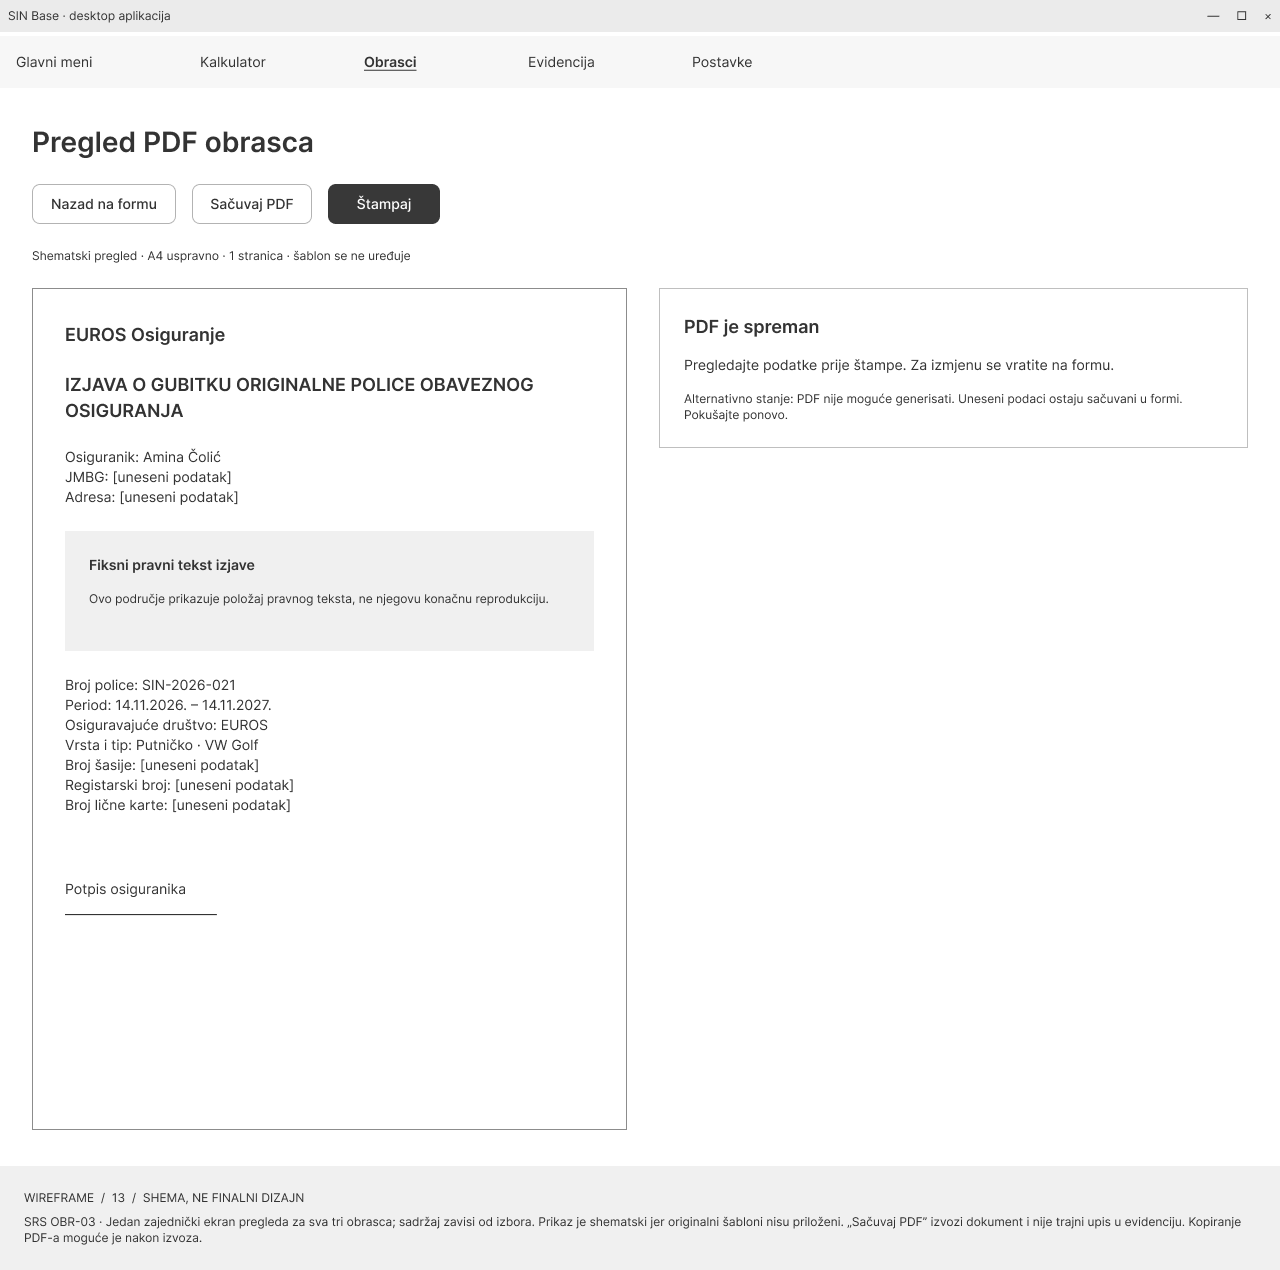 SIN Base · desktop aplikacija
Glavni meni
Kalkulator
Obrasci
Evidencija
Postavke
Pregled PDF obrasca
Nazad na formu
Sačuvaj PDF
Štampaj
Shematski pregled · A4 uspravno · 1 stranica · šablon se ne uređuje
EUROS Osiguranje
IZJAVA O GUBITKU ORIGINALNE POLICE OBAVEZNOG
OSIGURANJA
Osiguranik: Amina Čolić
JMBG: [uneseni podatak]
Adresa: [uneseni podatak]
Fiksni pravni tekst izjave
Ovo područje prikazuje položaj pravnog teksta, ne njegovu konačnu reprodukciju.
Broj police: SIN-2026-021
Period: 14.11.2026. – 14.11.2027.
Osiguravajuće društvo: EUROS
Vrsta i tip: Putničko · VW Golf
Broj šasije: [uneseni podatak]
Registarski broj: [uneseni podatak]
Broj lične karte: [uneseni podatak]
Potpis osiguranika
PDF je spreman
Pregledajte podatke prije štampe. Za izmjenu se vratite na formu.
Alternativno stanje: PDF nije moguće generisati. Uneseni podaci ostaju sačuvani u formi.
Pokušajte ponovo.
WIREFRAME / 13 / SHEMA, NE FINALNI DIZAJN
SRS OBR-03 · Jedan zajednički ekran pregleda za sva tri obrasca; sadržaj zavisi od izbora. Prikaz je shematski jer originalni šabloni nisu priloženi. „Sačuvaj PDF” izvozi dokument i nije trajni upis u evidenciju. Kopiranje
PDF-a moguće je nakon izvoza.